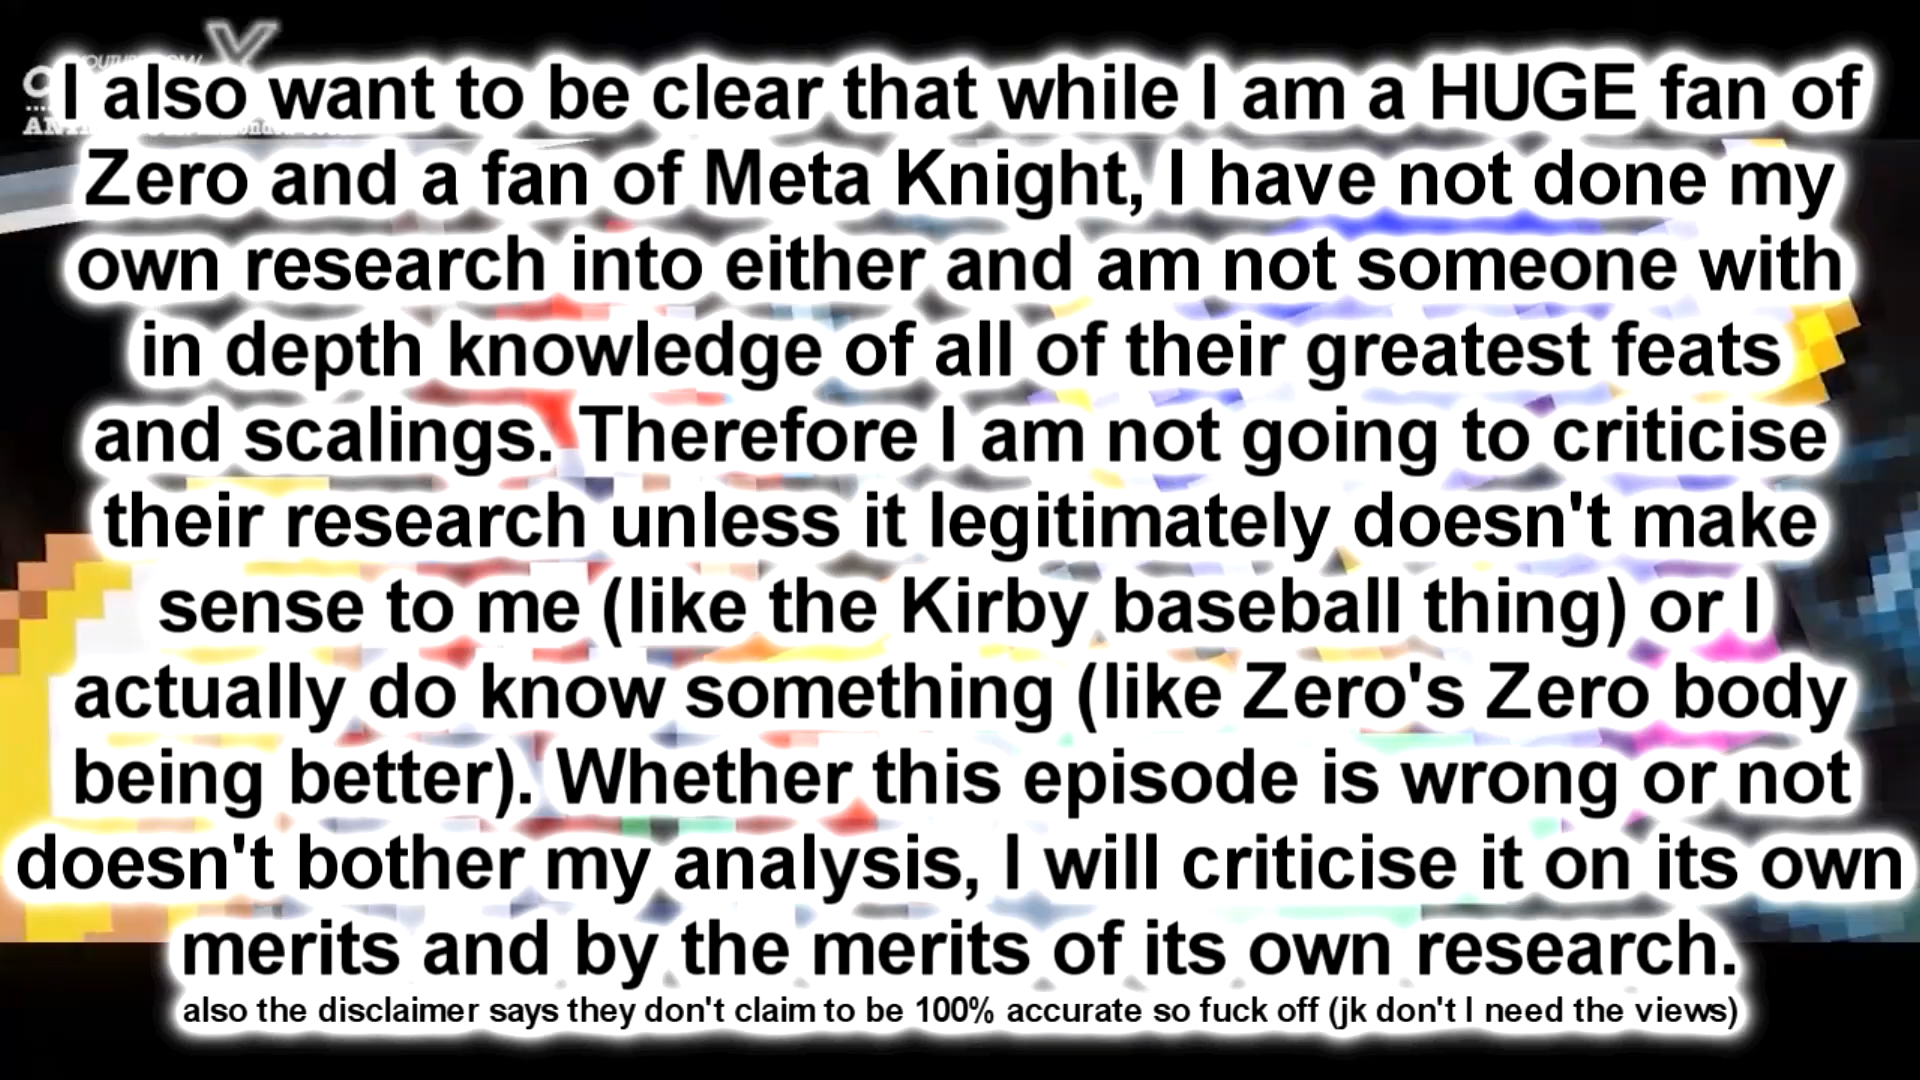 YOUTUBE.COM/
I also want to be clear that while I am a HUGE fan of
Zero and a fan of Meta Knight, I have not done my
own research into either and am not someone with
in depth knowledge of all of their greatest feats
and scalings. Therefore I am not going to criticise
their research unless it legitimately doesn't make
sense to me (like the Kirby baseball thing) or I
actually do know something (like Zero's Zero body
being better). Whether this episode is wrong or not
doesn't bother my analysis, I will criticise it on its own
merits and by the merits of its own research.
also the disclaimer says they don't claim to be 100% accurate so fuck off (jk don't I need the views)